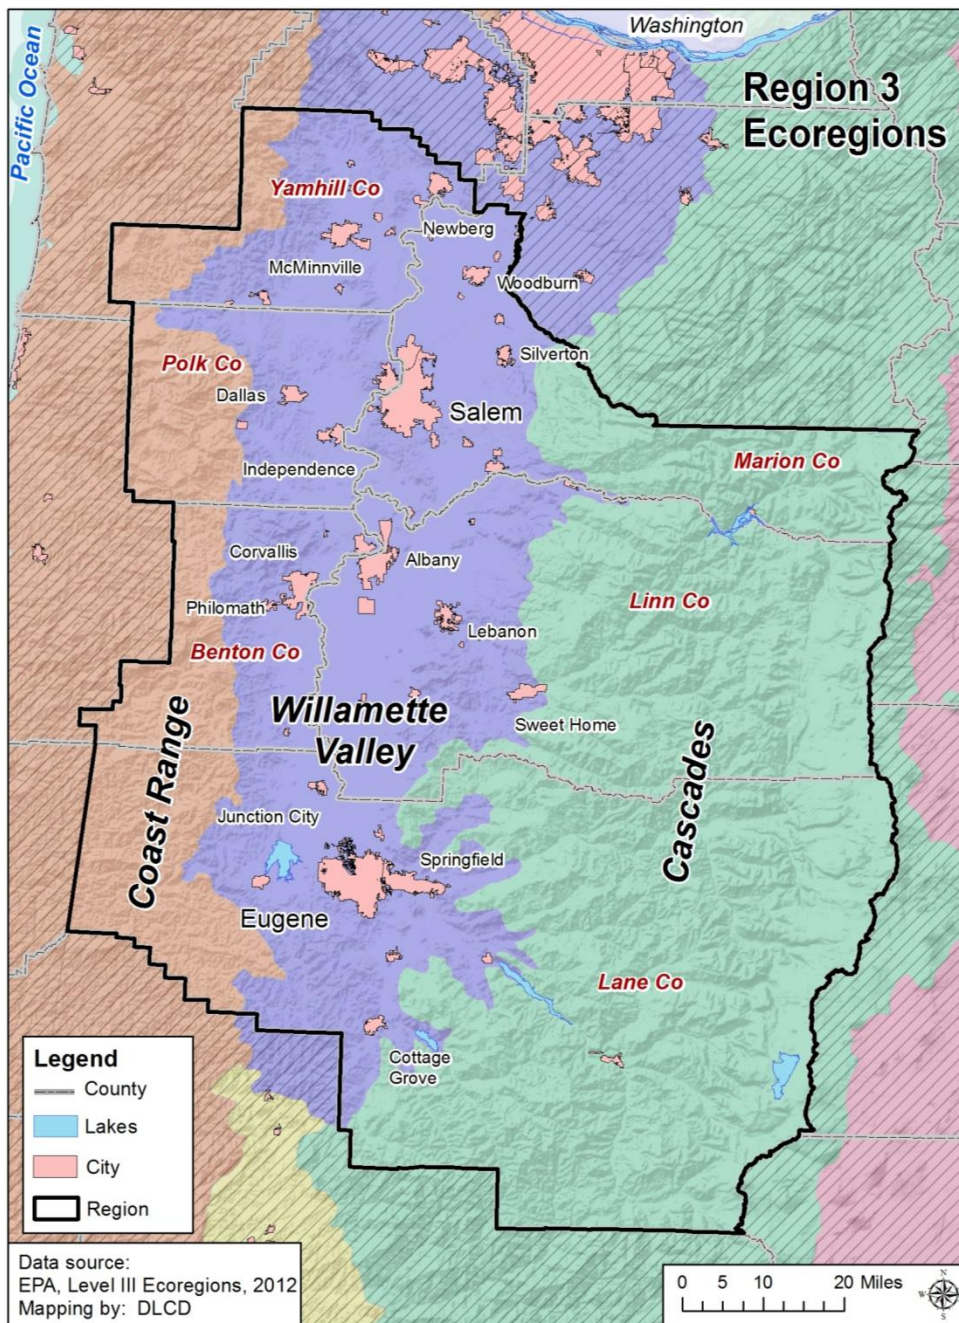 Washington
Pacific Ocean
Region 3
Ecoregions
Yamhill Co
Newberg
McMinnville
Woodburn
Silverton
Polk Co
Dallas
Salem
Independence
Marion Co
Corvallis
Albany
Philomath
Linn Co
Lebanon
Benton Co
Willamette
Valley
Sweet Home
Coast Range
Cascades
Junction City
Springfield
Eugene
Lane Co
Cottage
Grove
Legend
County
Lakes
City
Region
Data source:
EPA, Level III Ecoregions, 2012
Mapping by: DLCD
0 5 10 20 Miles
N
W E
S